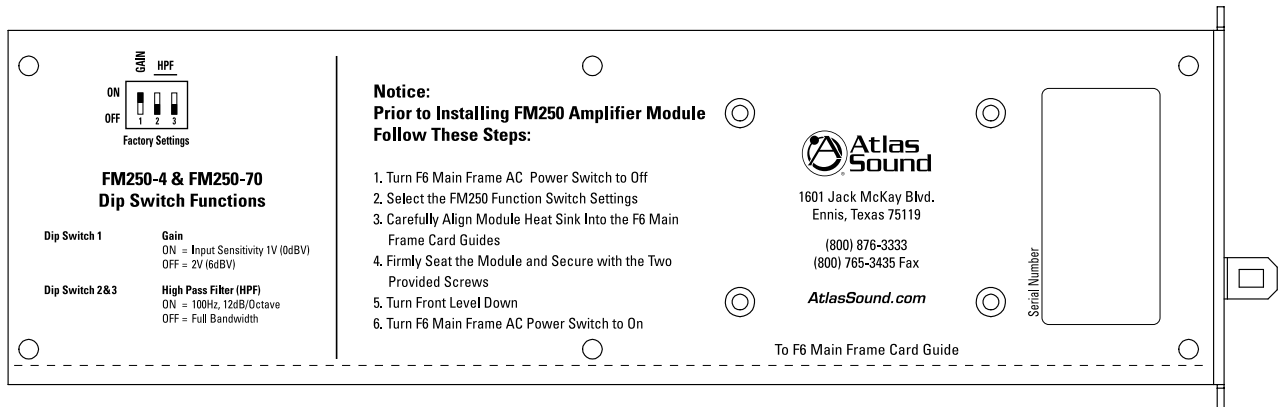 GAIN
HPF
ON
OFF
1 2 3
Factory Settings
FM250-4 & FM250-70
Dip Switch Functions
Dip Switch 1
Gain
ON = Input Sensitivity 1V (0dBV)
OFF = 2V (6dBV)
Dip Switch 2&3
High Pass Filter (HPF)
ON = 100Hz, 12dB/Octave
OFF = Full Bandwidth
Notice:
Prior to Installing FM250 Amplifier Module
Follow These Steps:
1. Turn F6 Main Frame AC Power Switch to Off
2. Select the FM250 Function Switch Settings
3. Carefully Align Module Heat Sink Into the F6 Main
Frame Card Guides
4. Firmly Seat the Module and Secure with the Two
Provided Screws
5. Turn Front Level Down
6. Turn F6 Main Frame AC Power Switch to On
Atlas
Sound
®
1601 Jack McKay Blvd.
Ennis, Texas 75119
(800) 876-3333
(800) 765-3435 Fax
AtlasSound.com
To F6 Main Frame Card Guide
Serial Number